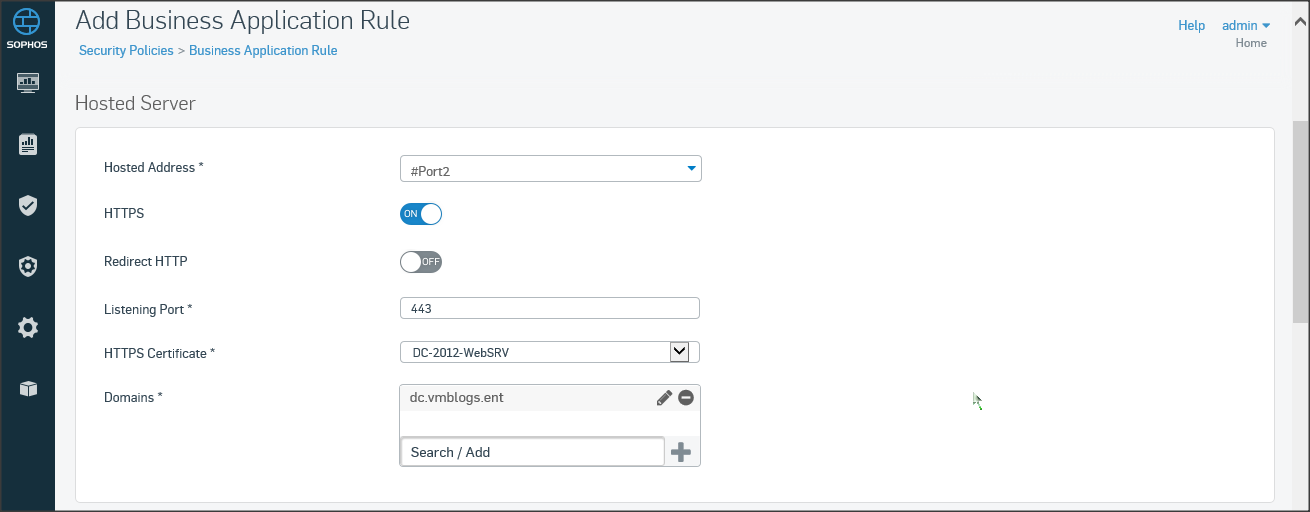 SOPHOS
Add Business Application Rule
Security Policies > Business Application Rule
Help admin
Home
Hosted Server
Hosted Address * #Port2
HTTPS ON
Redirect HTTP OFF
Listening Port * 443
HTTPS Certificate * DC-2012-WebSRV
Domains * dc.vmblogs.ent
Search / Add